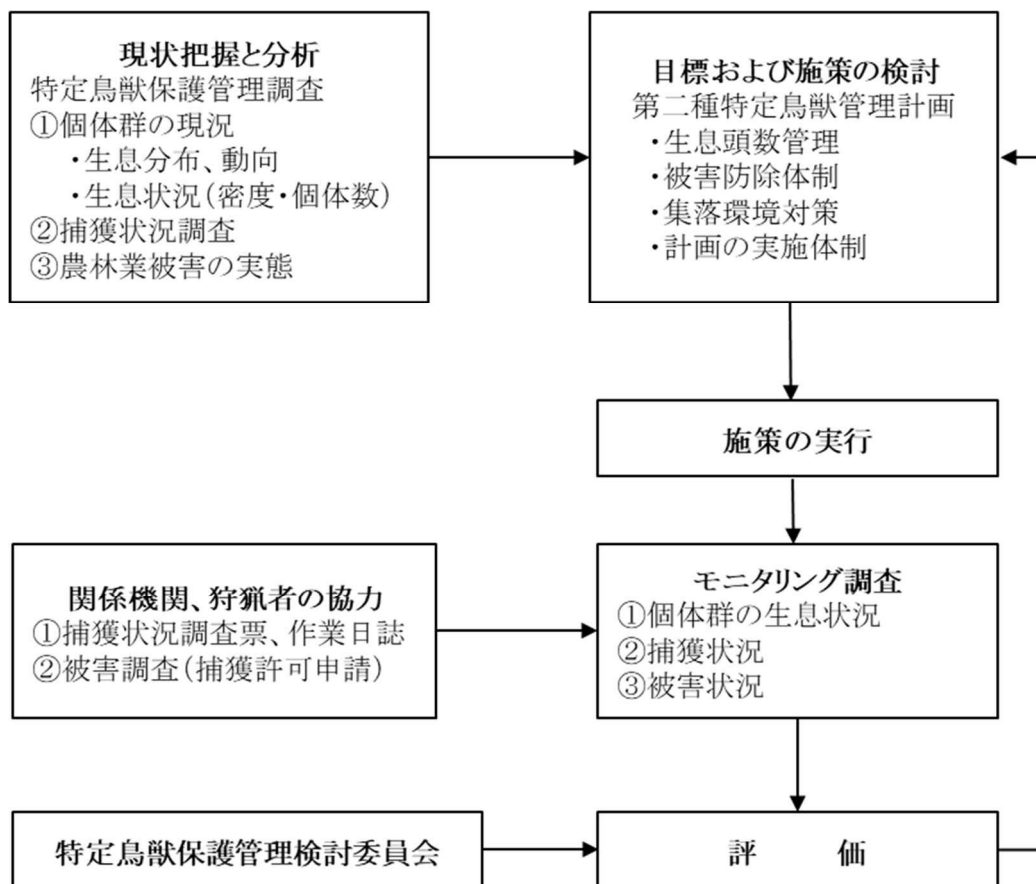 現状把握と分析
特定鳥獣保護管理調査
①個体群の現況
・生息分布、動向
・生息状況(密度・個体数)
②捕獲状況調査
③農林業被害の実態
目標および施策の検討
第二種特定鳥獣管理計画
・生息頭数管理
・被害防除体制
・集落環境対策
・計画の実施体制
施策の実行
関係機関、狩猟者の協力
①捕獲状況調査票、作業日誌
②被害調査(捕獲許可申請)
モニタリング調査
①個体群の生息状況
②捕獲状況
③被害状況
特定鳥獣保護管理検討委員会
評　価